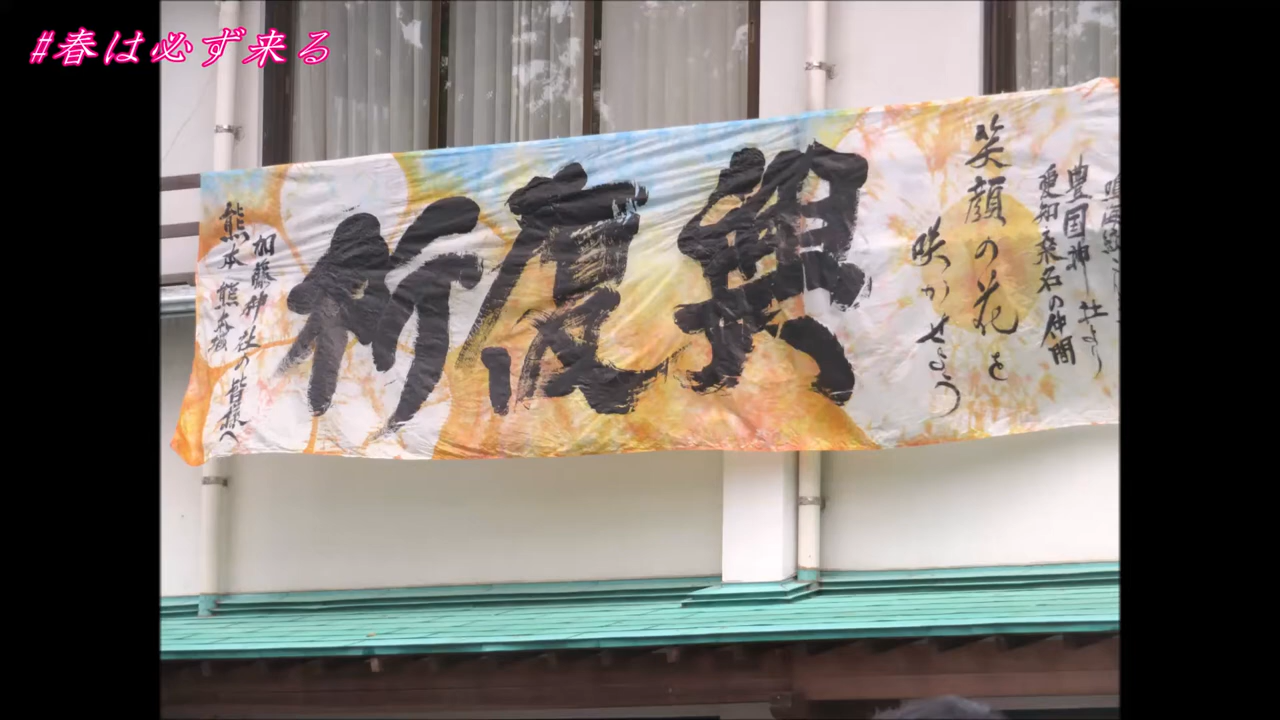 #春は必ず来る
豊国神社より
愛知桑名の仲間
笑顔の花を
咲かせよう
祈復興
加藤神社の皆様へ
熊本 熊本城